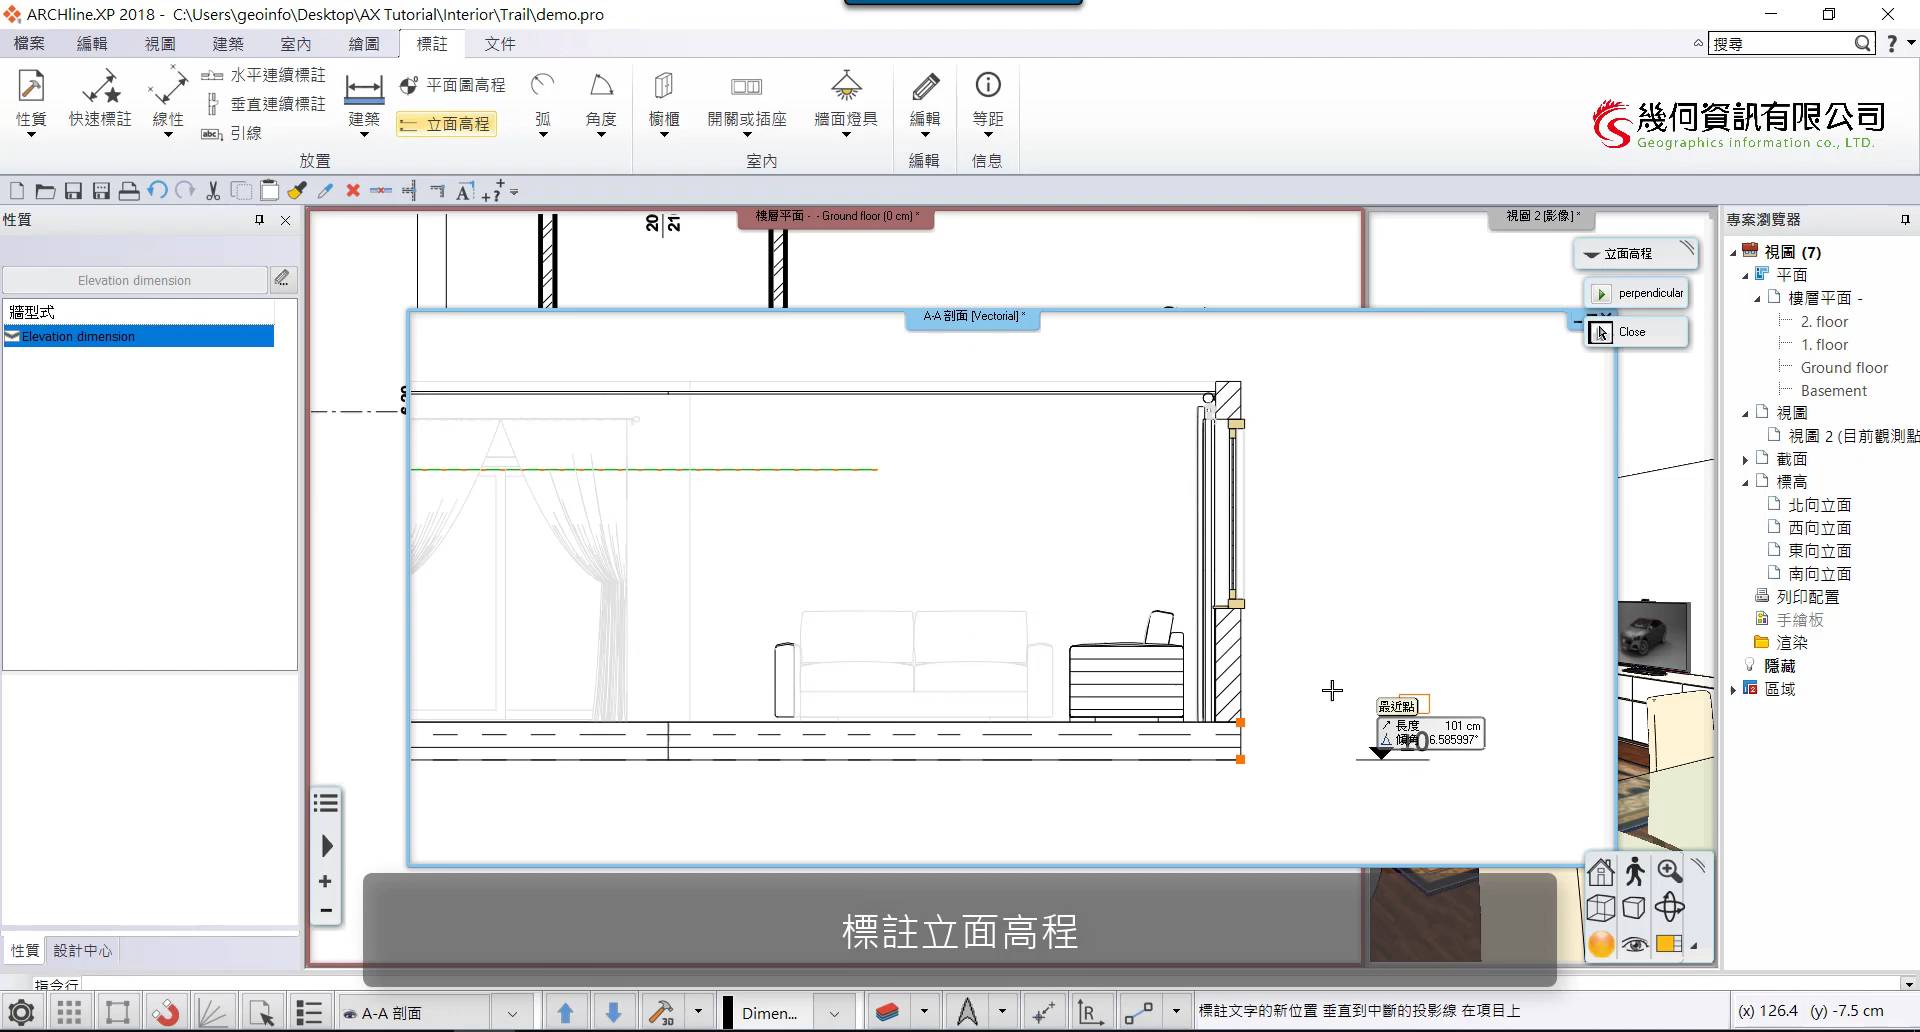 ARCHline.XP 2018 - C:\Users\geoinfo\Desktop\AX Tutorial\Interior\Trail\demo.pro
檔案 編輯 視圖 建築 室內 繪圖 標註 文件
搜尋
性質 快速標註 線性 水平連續標註 垂直連續標註 引線 建築 平面圖高程 立面高程 弧 角度 櫥櫃 開關或插座 牆面燈具 編輯 等距
放置 室內 編輯 信息
幾何資訊有限公司
Geographics information co., LTD.
性質
樓層平面 - - Ground floor (0 cm) *
視圖 2 [影像] *
專案瀏覽器
Elevation dimension
牆型式
Elevation dimension
20
21
A-A 剖面 [Vectorial] *
立面高程
perpendicular
Close
視圖 (7)
平面
樓層平面 -
2. floor
1. floor
Ground floor
Basement
視圖
視圖 2 (目前觀測點
截面
標高
北向立面
西向立面
東向立面
南向立面
列印配置
手繪板
渲染
隱藏
區域
最近點
長度 101 cm
傾角 6.585997°
標註立面高程
性質 設計中心
指令行
A-A 剖面
Dimen...
標註文字的新位置 垂直到中斷的投影線 在項目上
(x) 126.4 (y) -7.5 cm